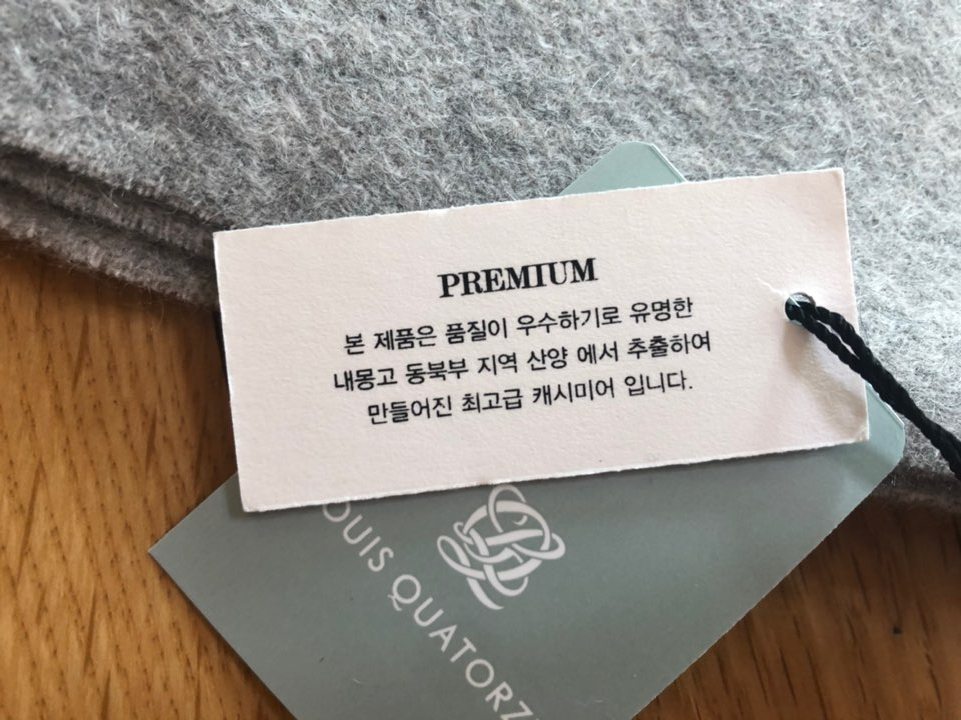 PREMIUM
본 제품은 품질이 우수하기로 유명한
내몽고 동북부 지역 산양 에서 추출하여
만들어진 최고급 캐시미어 입니다.
OUIS QUATORZ